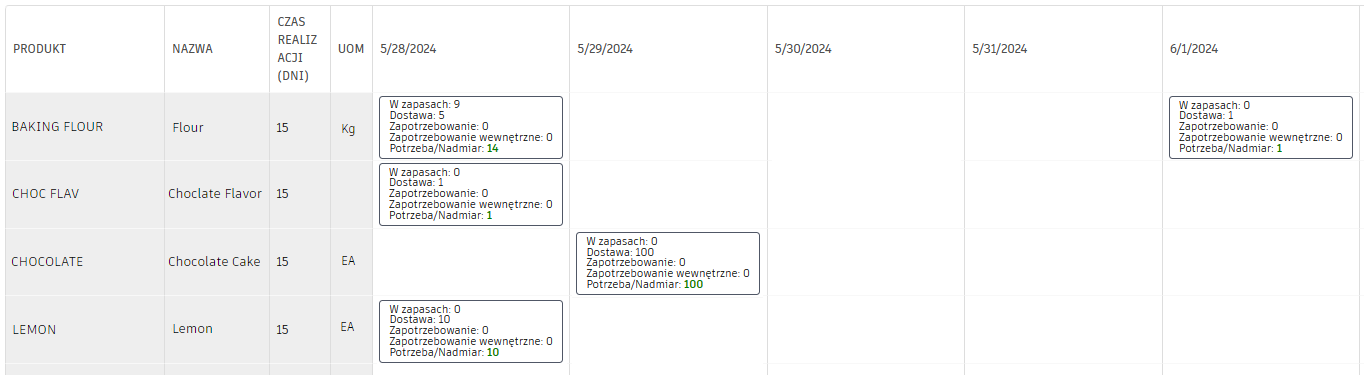 PRODUKT NAZWA CZAS REALIZ ACJI (DNI) UOM 5/28/2024 5/29/2024 5/30/2024 5/31/2024 6/1/2024
BAKING FLOUR Flour 15 Kg
W zapasach: 9
Dostawa: 5
Zapotrzebowanie: 0
Zapotrzebowanie wewnętrzne: 0
Potrzeba/Nadmiar: 14
W zapasach: 0
Dostawa: 1
Zapotrzebowanie: 0
Zapotrzebowanie wewnętrzne: 0
Potrzeba/Nadmiar: 1
CHOC FLAV Choclate Flavor 15
W zapasach: 0
Dostawa: 1
Zapotrzebowanie: 0
Zapotrzebowanie wewnętrzne: 0
Potrzeba/Nadmiar: 1
CHOCOLATE Chocolate Cake 15 EA
W zapasach: 0
Dostawa: 100
Zapotrzebowanie: 0
Zapotrzebowanie wewnętrzne: 0
Potrzeba/Nadmiar: 100
LEMON Lemon 15 EA
W zapasach: 0
Dostawa: 10
Zapotrzebowanie: 0
Zapotrzebowanie wewnętrzne: 0
Potrzeba/Nadmiar: 10